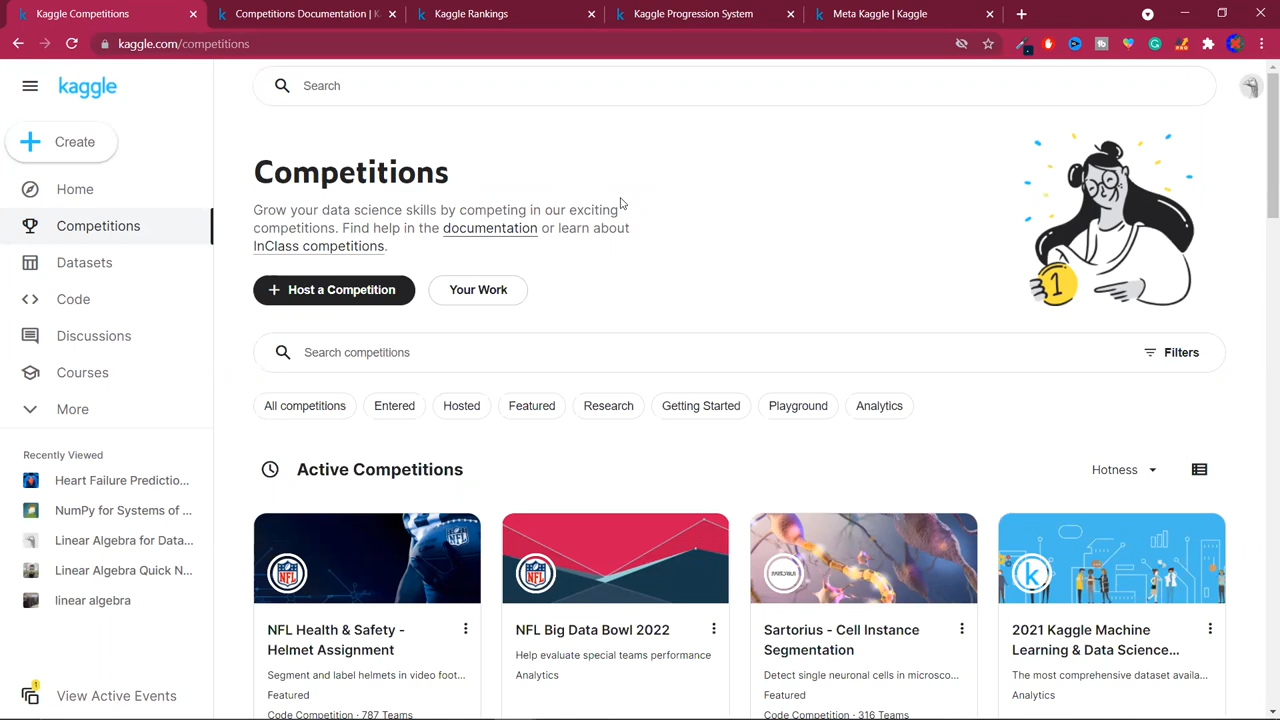 Kaggle Competitions
Competitions Documentation | K
Kaggle Rankings
Kaggle Progression System
Meta Kaggle | Kaggle
kaggle.com/competitions
kaggle
Search
Create
Home
Competitions
Datasets
Code
Discussions
Courses
More
Recently Viewed
Heart Failure Predictio...
NumPy for Systems of ...
Linear Algebra for Data...
Linear Algebra Quick N...
linear algebra
1
View Active Events
Competitions
Grow your data science skills by competing in our exciting
competitions. Find help in the documentation or learn about
InClass competitions.
1
Host a Competition
Your Work
Search competitions
Filters
All competitions
Entered
Hosted
Featured
Research
Getting Started
Playground
Analytics
Active Competitions
Hotness
NFL
NFL
NFL
SARTORIUS
k
NFL Health & Safety -
Helmet Assignment
Segment and label helmets in video foot...
Featured
Code Competition · 787 Teams
NFL Big Data Bowl 2022
Help evaluate special teams performance
Analytics
Sartorius - Cell Instance
Segmentation
Detect single neuronal cells in microsco...
Featured
Code Competition · 316 Teams
2021 Kaggle Machine
Learning & Data Science...
The most comprehensive dataset availa...
Analytics